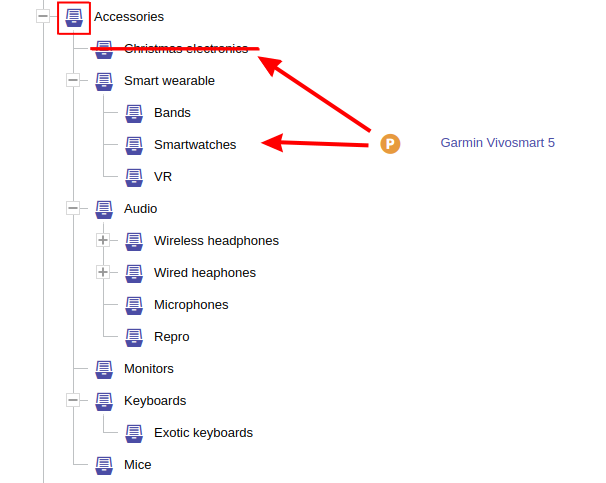 Accessories
Christmas electronics
Smart wearable
Bands
Smartwatches
P
Garmin Vivosmart 5
VR
Audio
Wireless headphones
Wired heaphones
Microphones
Repro
Monitors
Keyboards
Exotic keyboards
Mice